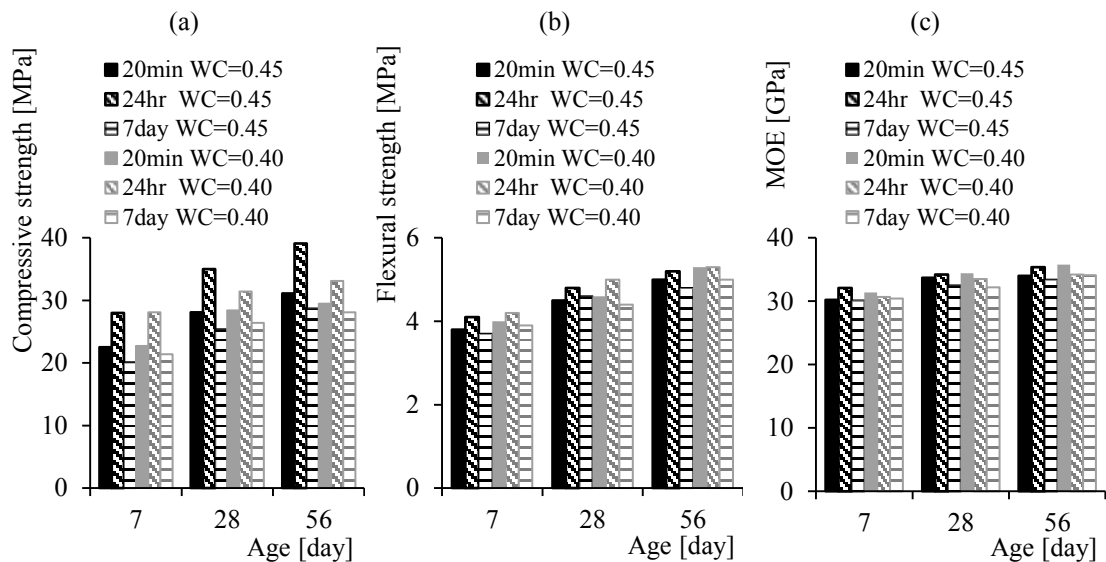 (a)
Compressive strength [MPa]
20min WC=0.45
24hr WC=0.45
7day WC=0.45
20min WC=0.40
24hr WC=0.40
7day WC=0.40
40
30
20
10
0
7 28 56
Age [day]
(b)
Flexural strength [MPa]
20min WC=0.45
24hr WC=0.45
7day WC=0.45
20min WC=0.40
24hr WC=0.40
7day WC=0.40
6
4
2
0
7 28 56
Age [day]
(c)
MOE [GPa]
20min WC=0.45
24hr WC=0.45
7day WC=0.45
20min WC=0.40
24hr WC=0.40
7day WC=0.40
40
30
20
10
0
7 28 56
Age [day]